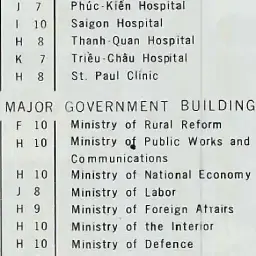 J 7 Phúc-Kiến Hospital
I 10 Saigon Hospital
H 8 Thanh-Quan Hospital
K 7 Triều-Châu Hospital
H 8 St. Paul Clinic
MAJOR GOVERNMENT BUILDING
F 10 Ministry of Rural Reform
H 10 Ministry of Public Works and
Communications
H 10 Ministry of National Economy
J 8 Ministry of Labor
H 9 Ministry of Foreign Affairs
H 10 Ministry of the Interior
H 10 Ministry of Defence